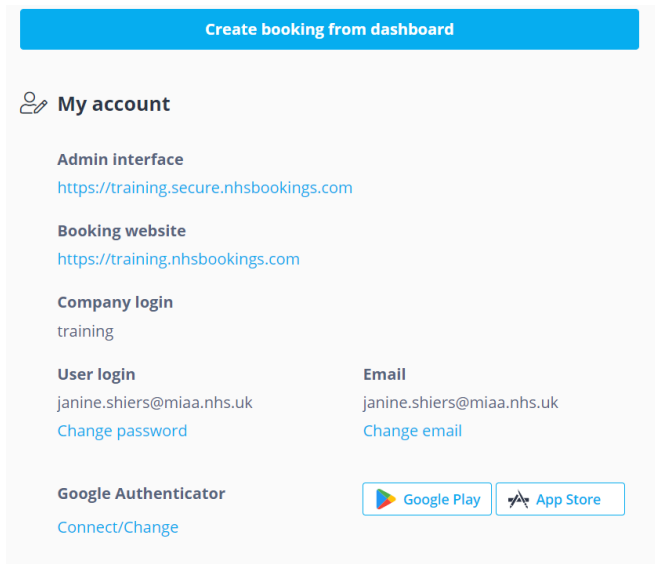 Create booking from dashboard
My account
Admin interface
https://training.secure.nhsbookings.com
Booking website
https://training.nhsbookings.com
Company login
training
User login
janine.shiers@miaa.nhs.uk
Change password
Email
janine.shiers@miaa.nhs.uk
Change email
Google Authenticator
Connect/Change
Google Play
App Store